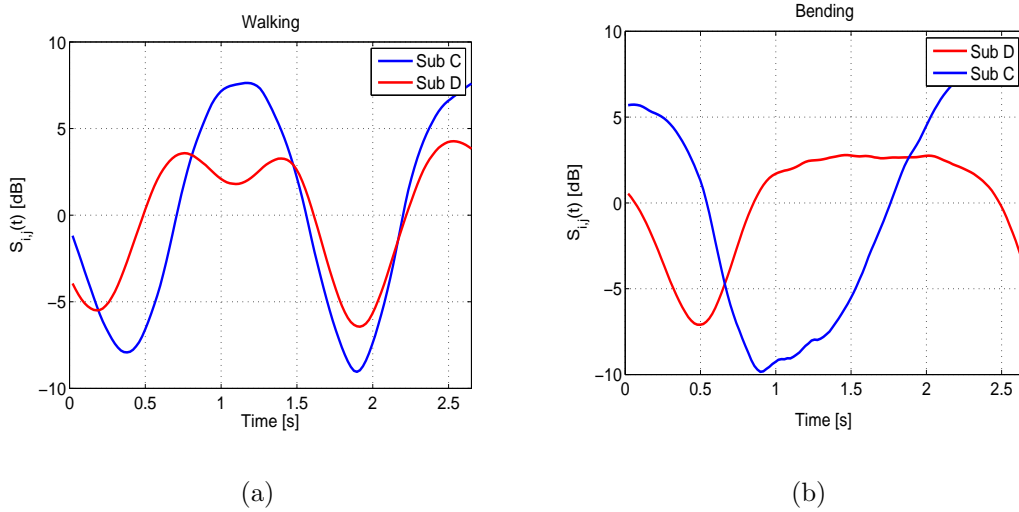 Walking
Sub C
Sub D
10
5
0
−5
−10
S_{i,j}(t) [dB]
0
0.5
1
1.5
2
2.5
Time [s]
(a)
Bending
Sub D
Sub C
10
5
0
−5
−10
S_{i,j}(t) [dB]
0
0.5
1
1.5
2
2.5
Time [s]
(b)